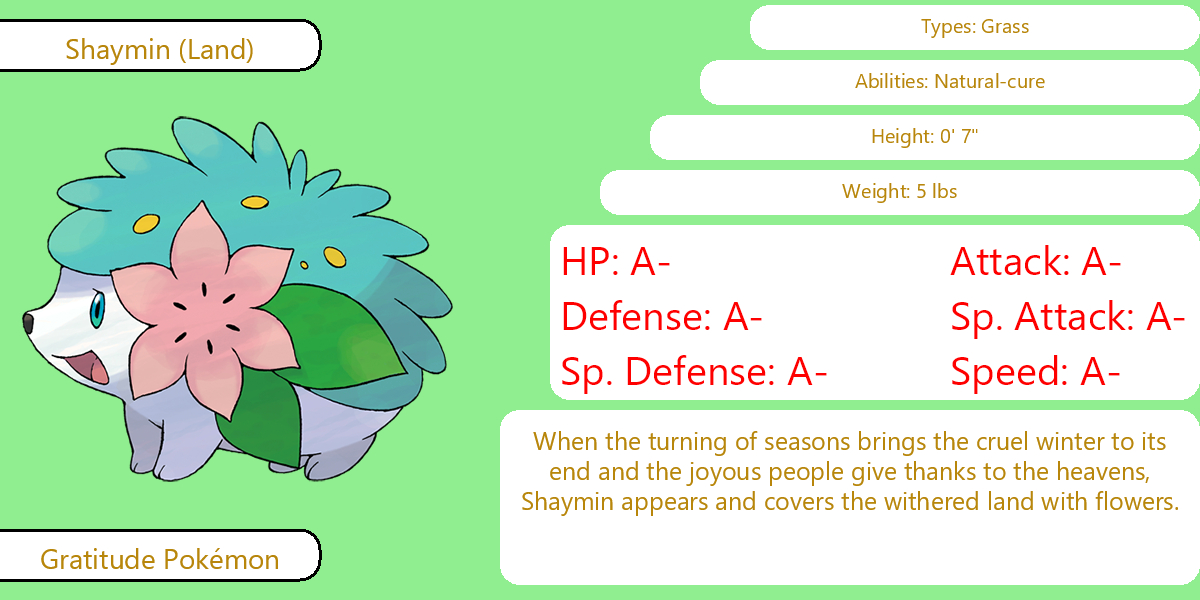 Shaymin (Land)
Types: Grass
Abilities: Natural-cure
Height: 0' 7"
Weight: 5 lbs
HP: A-
Attack: A-
Defense: A-
Sp. Attack: A-
Sp. Defense: A-
Speed: A-
When the turning of seasons brings the cruel winter to its
end and the joyous people give thanks to the heavens,
Shaymin appears and covers the withered land with flowers.
Gratitude Pokémon